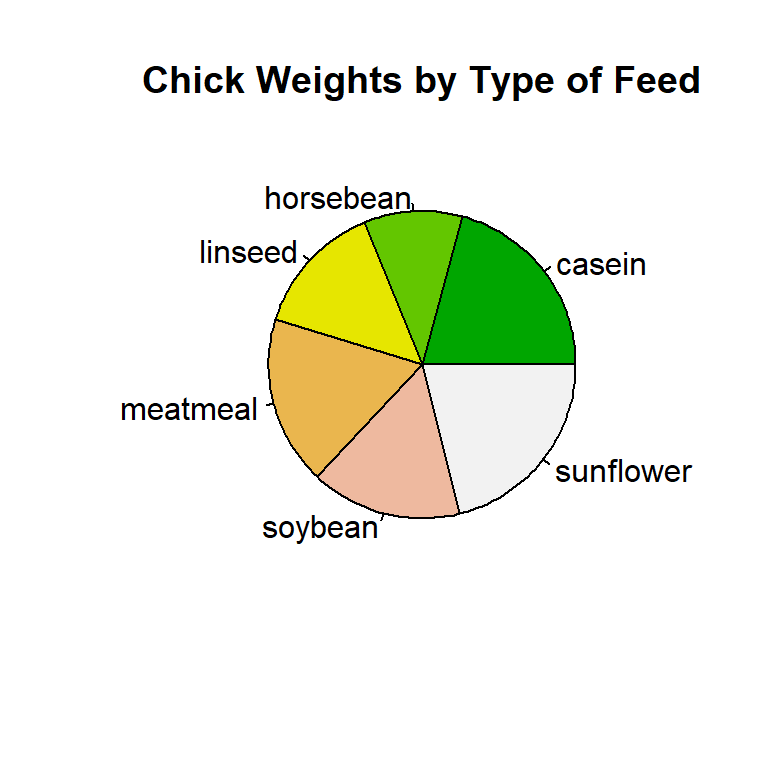 Chick Weights by Type of Feed
horsebean
linseed
casein
meatmeal
sunflower
soybean